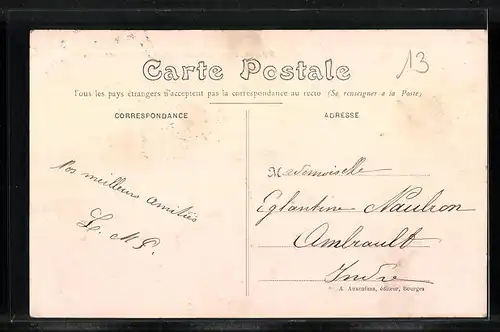 Carte Postale
13
Tous les pays étrangers n'acceptent pas la correspondance au recto (Se renseigner a la Poste)
CORRESPONDANCE
ADRESSE
Nos meilleurs amitiés
L. M. P.
Mademoiselle
Eglantine Naulron
Ambrault
Indre
A. Auxenfans, éditeur, Bourges